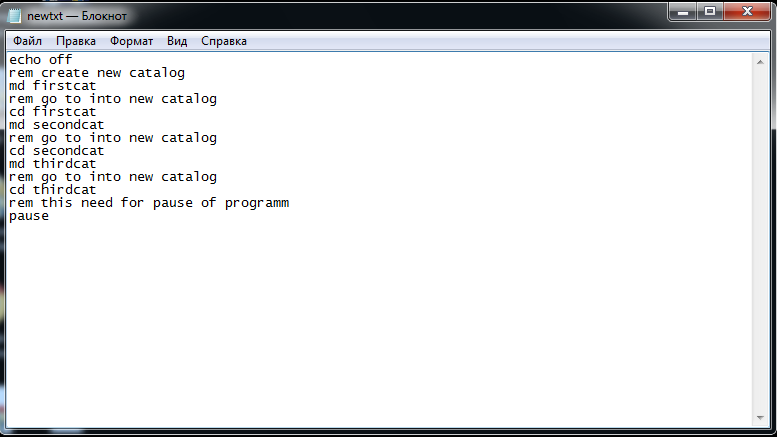 newtxt — Блокнот
Файл Правка Формат Вид Справка
echo off
rem create new catalog
md firstcat
rem go to into new catalog
cd firstcat
md secondcat
rem go to into new catalog
cd secondcat
md thirdcat
rem go to into new catalog
cd thirdcat
rem this need for pause of programm
pause